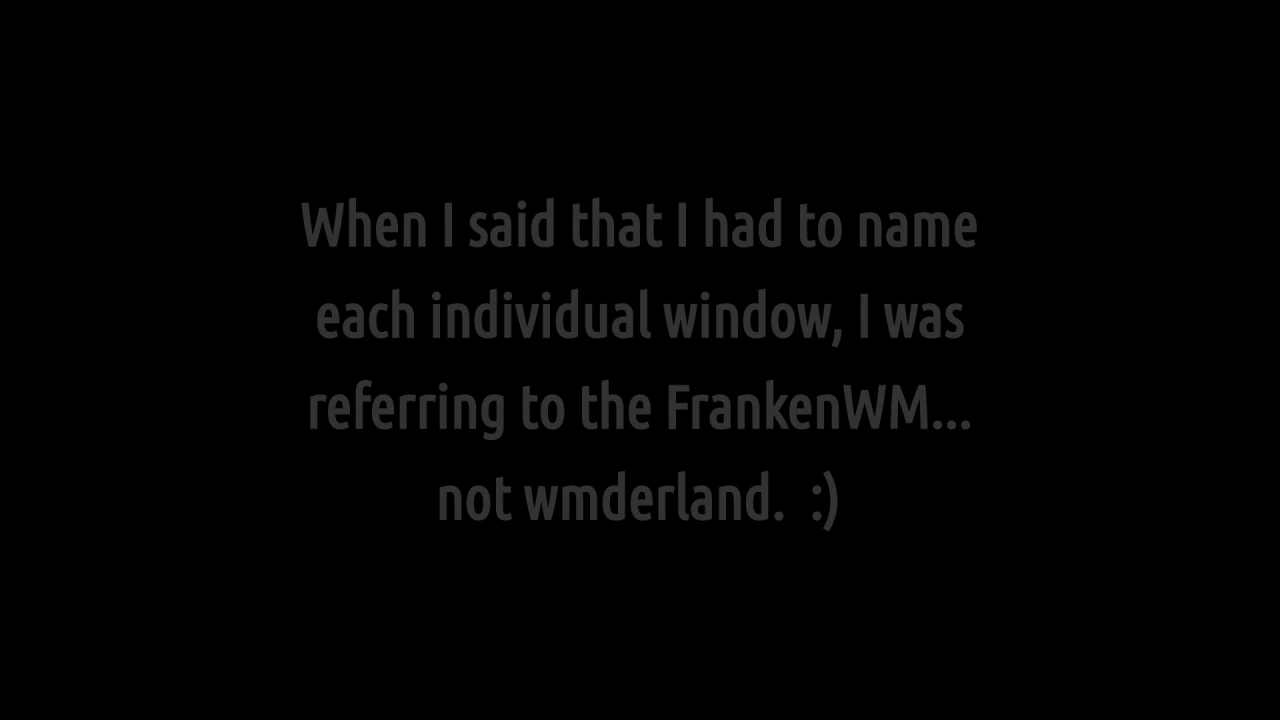 When I said that I had to name
each individual window, I was
referring to the FrankenWM...
not wmderland.  :)